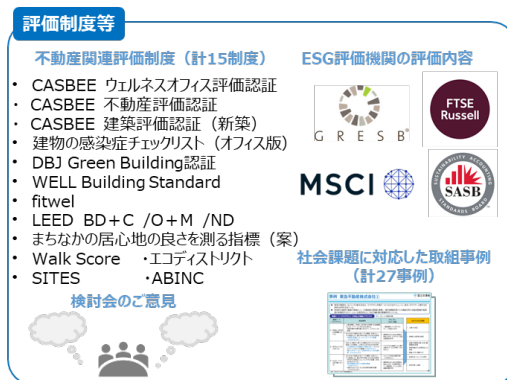 評価制度等
不動産関連評価制度（計15制度）
• CASBEE ウェルネスオフィス評価認証
・ CASBEE 不動産評価認証
・ CASBEE 建築評価認証（新築）
• 建物の感染症チェックリスト（オフィス版）
• DBJ Green Building認証
• WELL Building Standard
• fitwel
• LEED BD+C /O+M /ND
• まちなかの居心地の良さを測る指標（案）
• Walk Score ・エコディストリクト
• SITES ・ABINC
検討会のご意見
ESG評価機関の評価内容
GRESB®
FTSE
Russell
MSCI
SUSTAINABILITY ACCOUNTING
SASB
STANDARDS BOARD
社会課題に対応した取組事例
（計27事例）